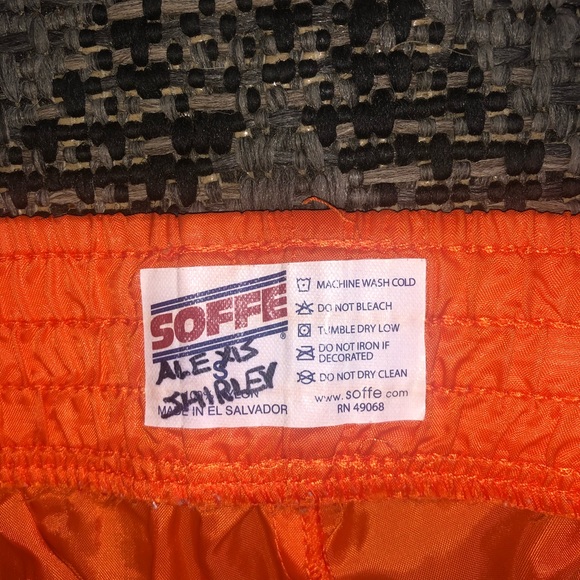 SOFFE®
ALEXIS
SHIRLEY
MADE IN EL SALVADOR
MACHINE WASH COLD
DO NOT BLEACH
TUMBLE DRY LOW
DO NOT IRON IF
DECORATED
DO NOT DRY CLEAN
www.soffe.com
RN 49068